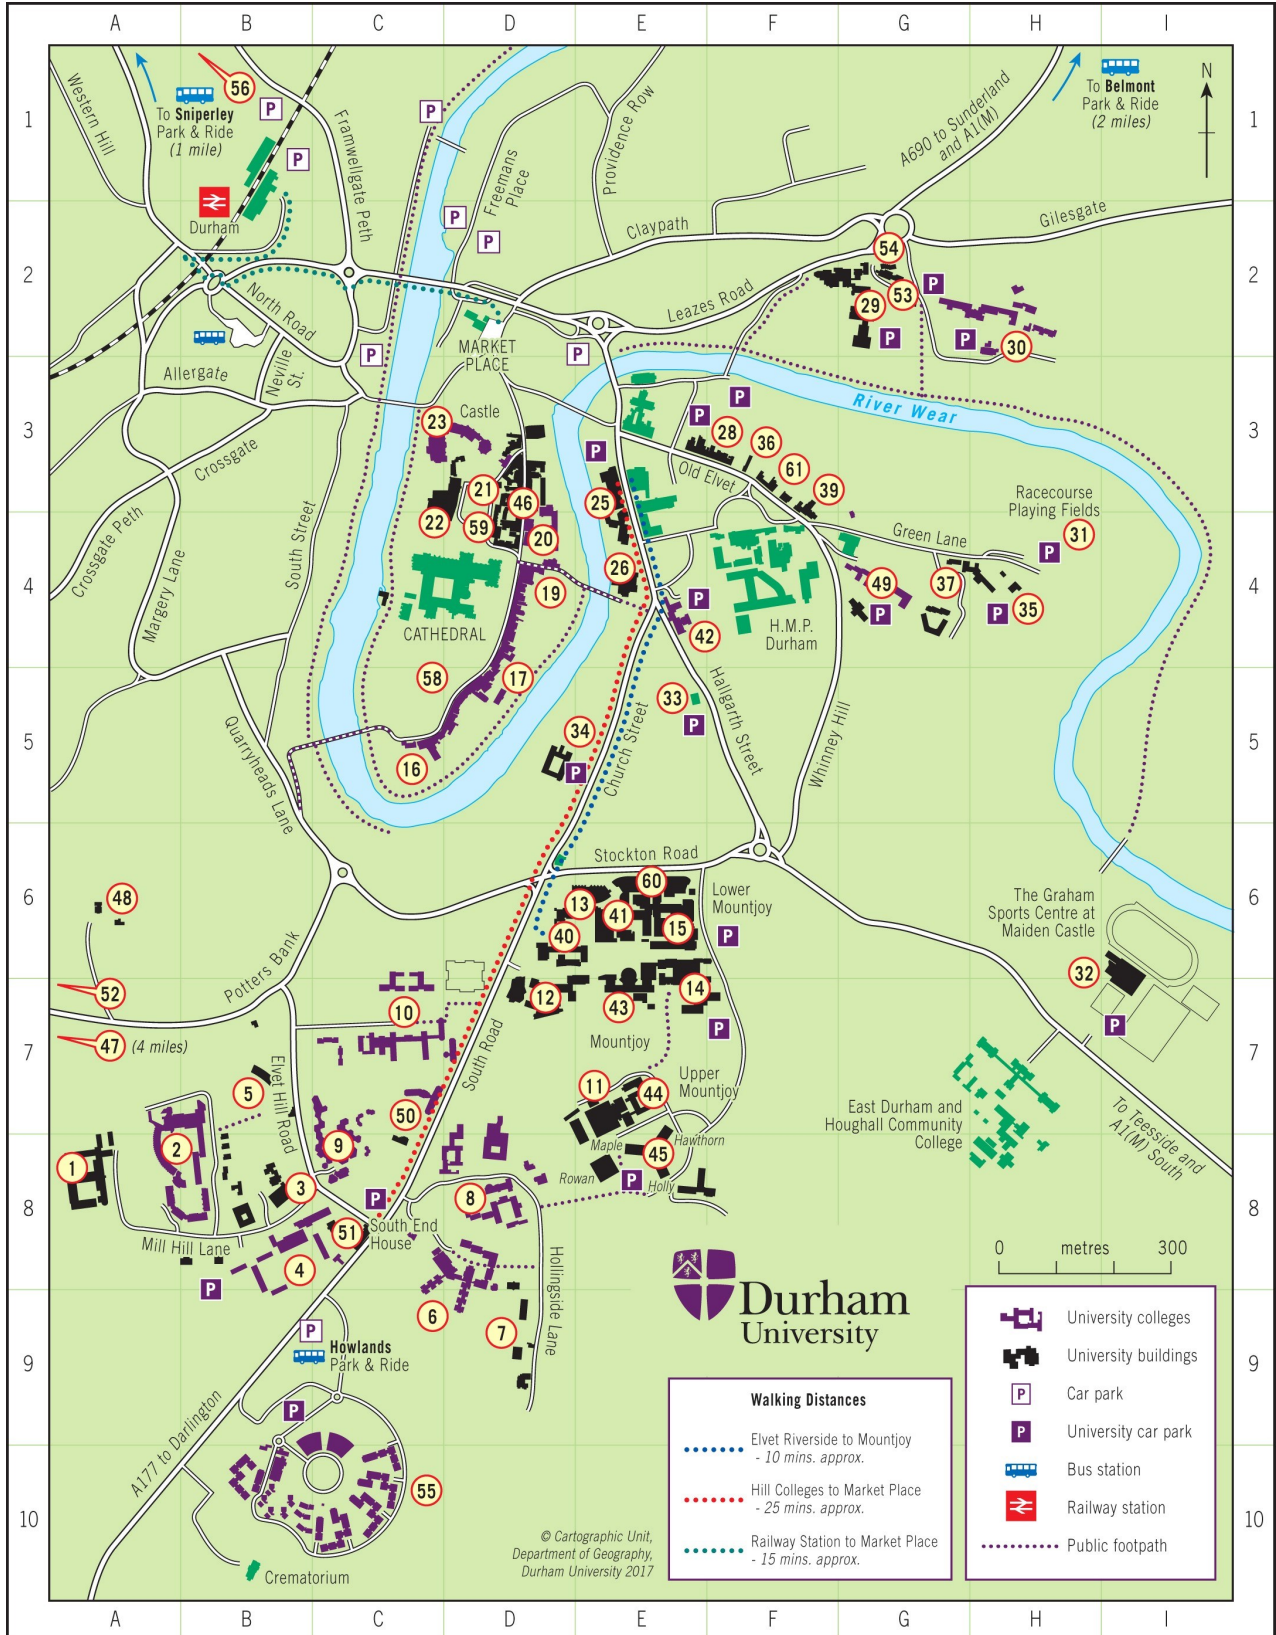 A B C D E F G H I
1
2
3
4
5
6
7
8
9
10
1
2
3
4
5
6
7
8
9
10
A B C D E F G H I
Western Hill
To Sniperley
Park & Ride
(1 mile)
56
P
P
P
Durham
Framwellgate Peth
Freemans
Place
P
P
Providence Row
Claypath
A690 to Sunderland
and A1(M)
To Belmont
Park & Ride
(2 miles)
N
Gilesgate
54
53
29
P
P
P
30
Leazes Road
North Road
Neville
St.
Allergate
P
P
MARKET
PLACE
Castle
23
Crossgate
Crossgate Peth
Margery Lane
South Street
21
46
22
59
20
19
CATHEDRAL
58
17
16
P
25
26
P
P
28
36
61
39
Old Elvet
River Wear
Racecourse
Playing Fields
31
P
Green Lane
49
37
P
P
35
H.M.P.
Durham
P
42
33
P
Hallgarth Street
Whinney Hill
34
P
Church Street
Quarryheads Lane
Stockton Road
60
13
41
15
40
Lower
Mountjoy
P
48
Potters Bank
52
47
(4 miles)
10
12
43
14
P
Mountjoy
South Road
Elvet Hill Road
5
50
11
44
Upper
Mountjoy
The Graham
Sports Centre at
Maiden Castle
32
P
East Durham and
Houghall Community
College
To Teesside and
A1(M) South
1
2
9
3
P
8
Maple
Hawthorn
45
Rowan
Holly
P
51
South End
House
Mill Hill Lane
4
P
6
7
Hollingside Lane
P
Howlands
Park & Ride
P
A177 to Darlington
55
Crematorium
Durham
University
0 metres 300
Walking Distances
Elvet Riverside to Mountjoy
- 10 mins. approx.
Hill Colleges to Market Place
- 25 mins. approx.
Railway Station to Market Place
- 15 mins. approx.
University colleges
University buildings
P Car park
P University car park
Bus station
Railway station
Public footpath
© Cartographic Unit,
Department of Geography,
Durham University 2017